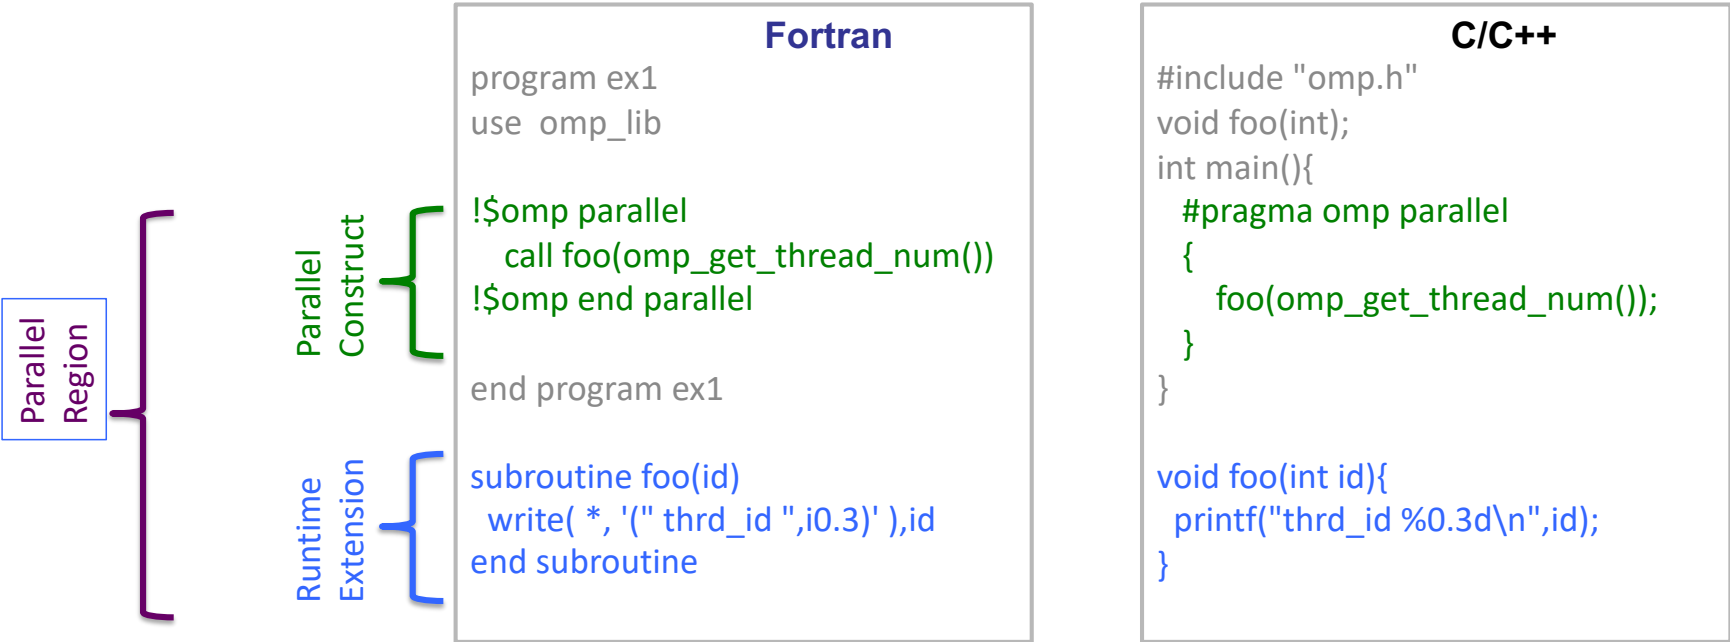 Parallel
Region
Parallel
Construct
Runtime
Extension
Fortran
program ex1
use  omp_lib
!$omp parallel
    call foo(omp_get_thread_num())
!$omp end parallel
end program ex1
subroutine foo(id)
  write( *, '(" thrd_id ",i0.3)' ),id
end subroutine
C/C++
#include "omp.h"
void foo(int);
int main(){
   #pragma omp parallel
   {
      foo(omp_get_thread_num());
   }
}
void foo(int id){
  printf("thrd_id %0.3d\n",id);
}